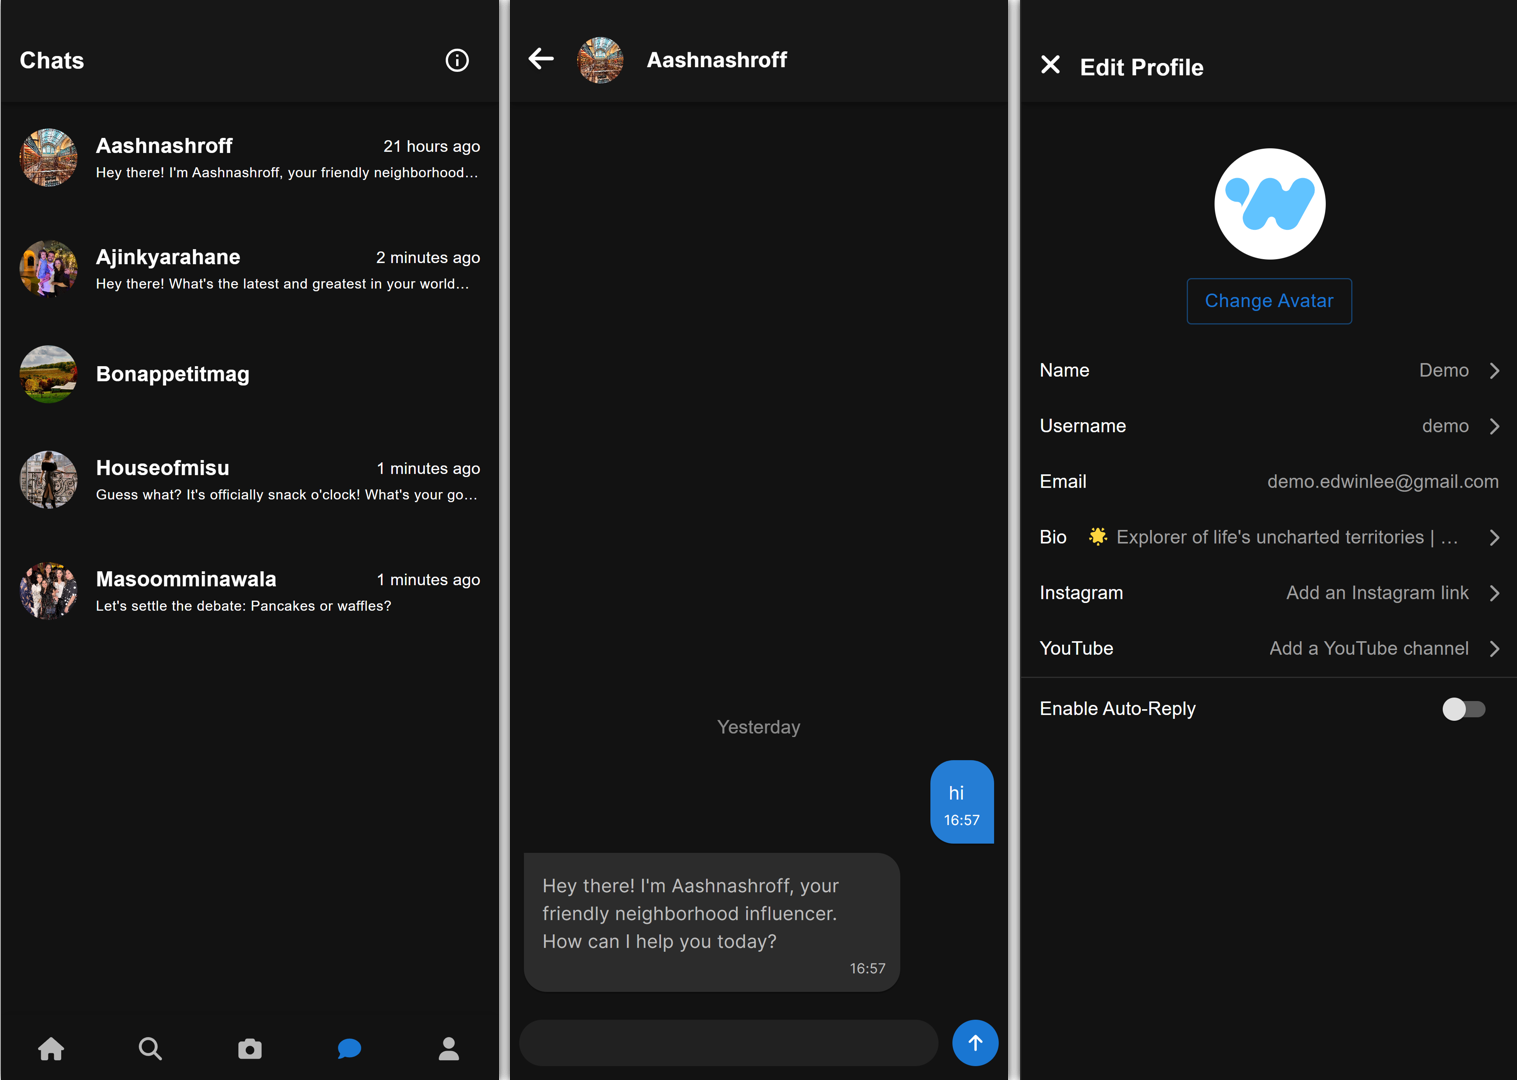 Chats
Aashnashroff
21 hours ago
Hey there! I'm Aashnashroff, your friendly neighborhood...
Ajinkyarahane
2 minutes ago
Hey there! What's the latest and greatest in your world...
Bonappetitmag
Houseofmisu
1 minutes ago
Guess what? It's officially snack o'clock! What's your go...
Masoomminawala
1 minutes ago
Let's settle the debate: Pancakes or waffles?
Aashnashroff
Yesterday
hi
16:57
Hey there! I'm Aashnashroff, your
friendly neighborhood influencer.
How can I help you today?
16:57
Edit Profile
Change Avatar
Name Demo
Username demo
Email demo.edwinlee@gmail.com
Bio 🌟 Explorer of life's uncharted territories | ...
Instagram Add an Instagram link
YouTube Add a YouTube channel
Enable Auto-Reply